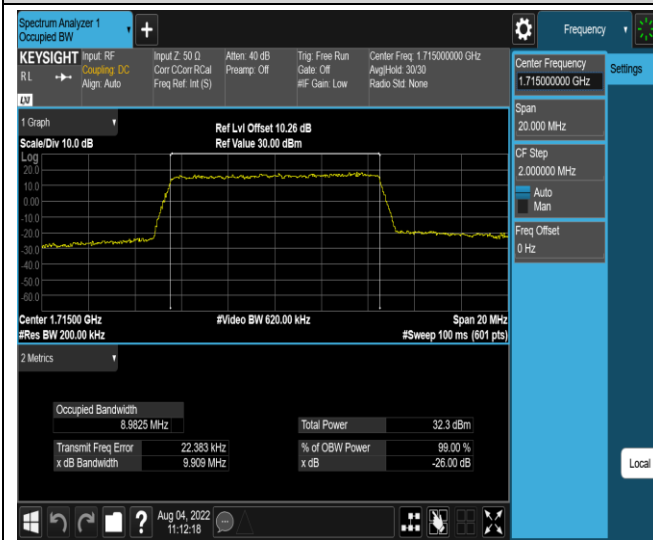 Spectrum Analyzer 1
Occupied BW
+
Frequency
KEYSIGHT
RL
Input: RF
Coupling: DC
Align: Auto
Input Z: 50 Ω
Corr CCorr RCal
Freq Ref: Int (S)
Atten: 40 dB
Preamp: Off
Trig: Free Run
Gate: Off
#IF Gain: Low
Center Freq: 1.715000000 GHz
Avg|Hold: 30/30
Radio Std: None
LXI
Center Frequency
1.715000000 GHz
Settings
Span
20.000 MHz
CF Step
2.000000 MHz
Auto
Man
Freq Offset
0 Hz
1 Graph
Scale/Div 10.0 dB
Ref Lvl Offset 10.26 dB
Ref Value 30.00 dBm
Log
20.0
10.0
0.00
-10.0
-20.0
-30.0
-40.0
-50.0
-60.0
Center 1.71500 GHz
#Res BW 200.00 kHz
#Video BW 620.00 kHz
Span 20 MHz
#Sweep 100 ms (601 pts)
2 Metrics
Occupied Bandwidth
8.9825 MHz
Total Power 32.3 dBm
Transmit Freq Error 22.383 kHz
% of OBW Power 99.00 %
x dB Bandwidth 9.909 MHz
x dB -26.00 dB
Local
?
Aug 04, 2022
11:12:18